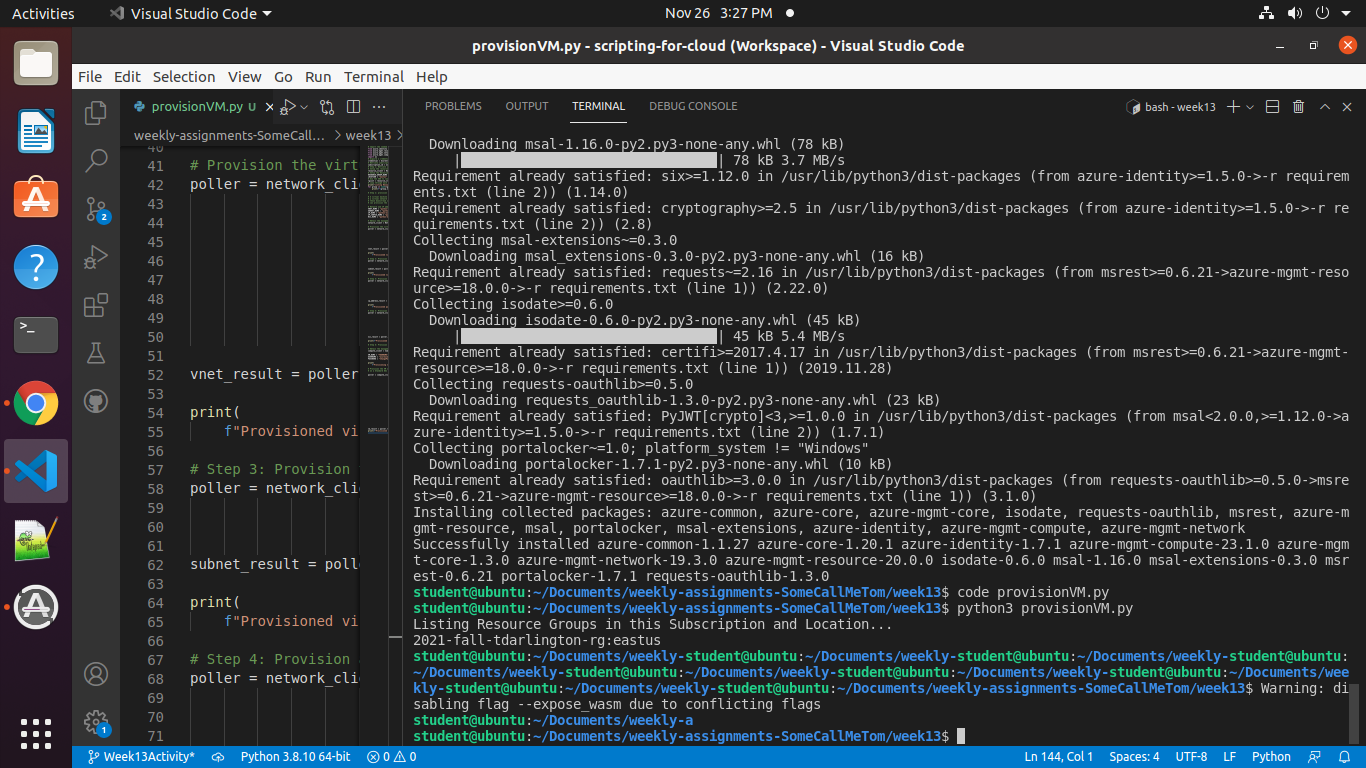 Activities
Visual Studio Code
Nov 26 3:27 PM
provisionVM.py - scripting-for-cloud (Workspace) - Visual Studio Code
File Edit Selection View Go Run Terminal Help
provisionVM.py U
weekly-assignments-SomeCall... > week13 >
40
41 # Provision the virt
42 poller = network_clie
43
44
45
46
47
48
49
50
51
52 vnet_result = poller
53
54 print(
55 f"Provisioned vi
56
57 # Step 3: Provision
58 poller = network_clie
59
60
61
62 subnet_result = poll
63
64 print(
65 f"Provisioned vi
66
67 # Step 4: Provision
68 poller = network_clie
69
70
71
2
1
>_
?
PROBLEMS OUTPUT TERMINAL DEBUG CONSOLE
bash - week13
Downloading msal-1.16.0-py2.py3-none-any.whl (78 kB)
| | 78 kB 3.7 MB/s
Requirement already satisfied: six>=1.12.0 in /usr/lib/python3/dist-packages (from azure-identity>=1.5.0->-r requirem
ents.txt (line 2)) (1.14.0)
Requirement already satisfied: cryptography>=2.5 in /usr/lib/python3/dist-packages (from azure-identity>=1.5.0->-r re
quirements.txt (line 2)) (2.8)
Collecting msal-extensions~=0.3.0
Downloading msal_extensions-0.3.0-py2.py3-none-any.whl (16 kB)
Requirement already satisfied: requests~=2.16 in /usr/lib/python3/dist-packages (from msrest>=0.6.21->azure-mgmt-reso
urce>=18.0.0->-r requirements.txt (line 1)) (2.22.0)
Collecting isodate>=0.6.0
Downloading isodate-0.6.0-py2.py3-none-any.whl (45 kB)
| | 45 kB 5.4 MB/s
Requirement already satisfied: certifi>=2017.4.17 in /usr/lib/python3/dist-packages (from msrest>=0.6.21->azure-mgmt-
resource>=18.0.0->-r requirements.txt (line 1)) (2019.11.28)
Collecting requests-oauthlib>=0.5.0
Downloading requests_oauthlib-1.3.0-py2.py3-none-any.whl (23 kB)
Requirement already satisfied: PyJWT[crypto]<3,>=1.0.0 in /usr/lib/python3/dist-packages (from msal<2.0.0,>=1.12.0->a
zure-identity>=1.5.0->-r requirements.txt (line 2)) (1.7.1)
Collecting portalocker~=1.0; platform_system != "Windows"
Downloading portalocker-1.7.1-py2.py3-none-any.whl (10 kB)
Requirement already satisfied: oauthlib>=3.0.0 in /usr/lib/python3/dist-packages (from requests-oauthlib>=0.5.0->msre
st>=0.6.21->azure-mgmt-resource>=18.0.0->-r requirements.txt (line 1)) (3.1.0)
Installing collected packages: azure-common, azure-core, azure-mgmt-core, isodate, requests-oauthlib, msrest, azure-m
gmt-resource, msal, portalocker, msal-extensions, azure-identity, azure-mgmt-compute, azure-mgmt-network
Successfully installed azure-common-1.1.27 azure-core-1.20.1 azure-identity-1.7.1 azure-mgmt-compute-23.1.0 azure-mgm
t-core-1.3.0 azure-mgmt-network-19.3.0 azure-mgmt-resource-20.0.0 isodate-0.6.0 msal-1.16.0 msal-extensions-0.3.0 msr
est-0.6.21 portalocker-1.7.1 requests-oauthlib-1.3.0
student@ubuntu:~/Documents/weekly-assignments-SomeCallMeTom/week13$ code provisionVM.py
student@ubuntu:~/Documents/weekly-assignments-SomeCallMeTom/week13$ python3 provisionVM.py
Listing Resource Groups in this Subscription and Location...
2021-fall-tdarlington-rg:eastus
student@ubuntu:~/Documents/weekly-student@ubuntu:~/Documents/weekly-student@ubuntu:~/Documents/weekly-student@ubuntu:
~/Documents/weekly-student@ubuntu:~/Documents/weekly-student@ubuntu:~/Documents/weekly-student@ubuntu:~/Documents/wee
kly-student@ubuntu:~/Documents/weekly-student@ubuntu:~/Documents/weekly-assignments-SomeCallMeTom/week13$ Warning: di
sabling flag --expose_wasm due to conflicting flags
student@ubuntu:~/Documents/weekly-a
student@ubuntu:~/Documents/weekly-assignments-SomeCallMeTom/week13$
Week13Activity* Python 3.8.10 64-bit 0 0 Ln 144, Col 1 Spaces: 4 UTF-8 LF Python